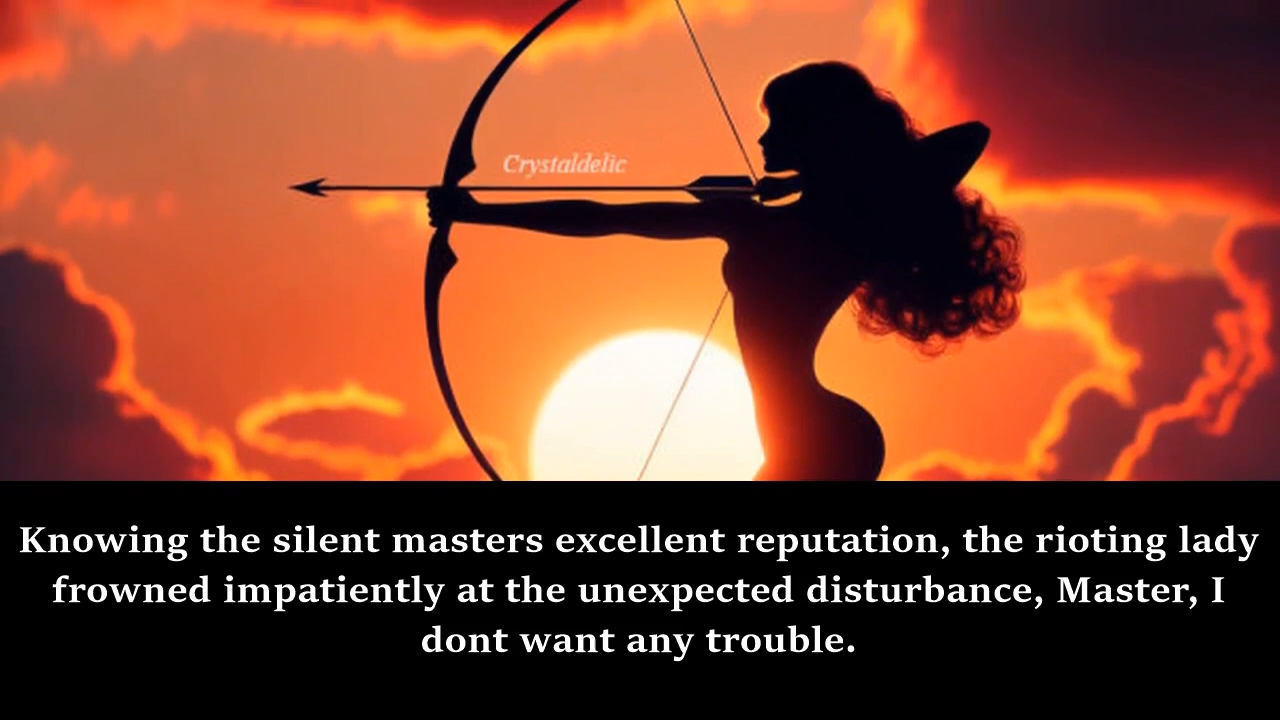 Crystaldelic
Knowing the silent masters excellent reputation, the rioting lady
frowned impatiently at the unexpected disturbance, Master, I
dont want any trouble.